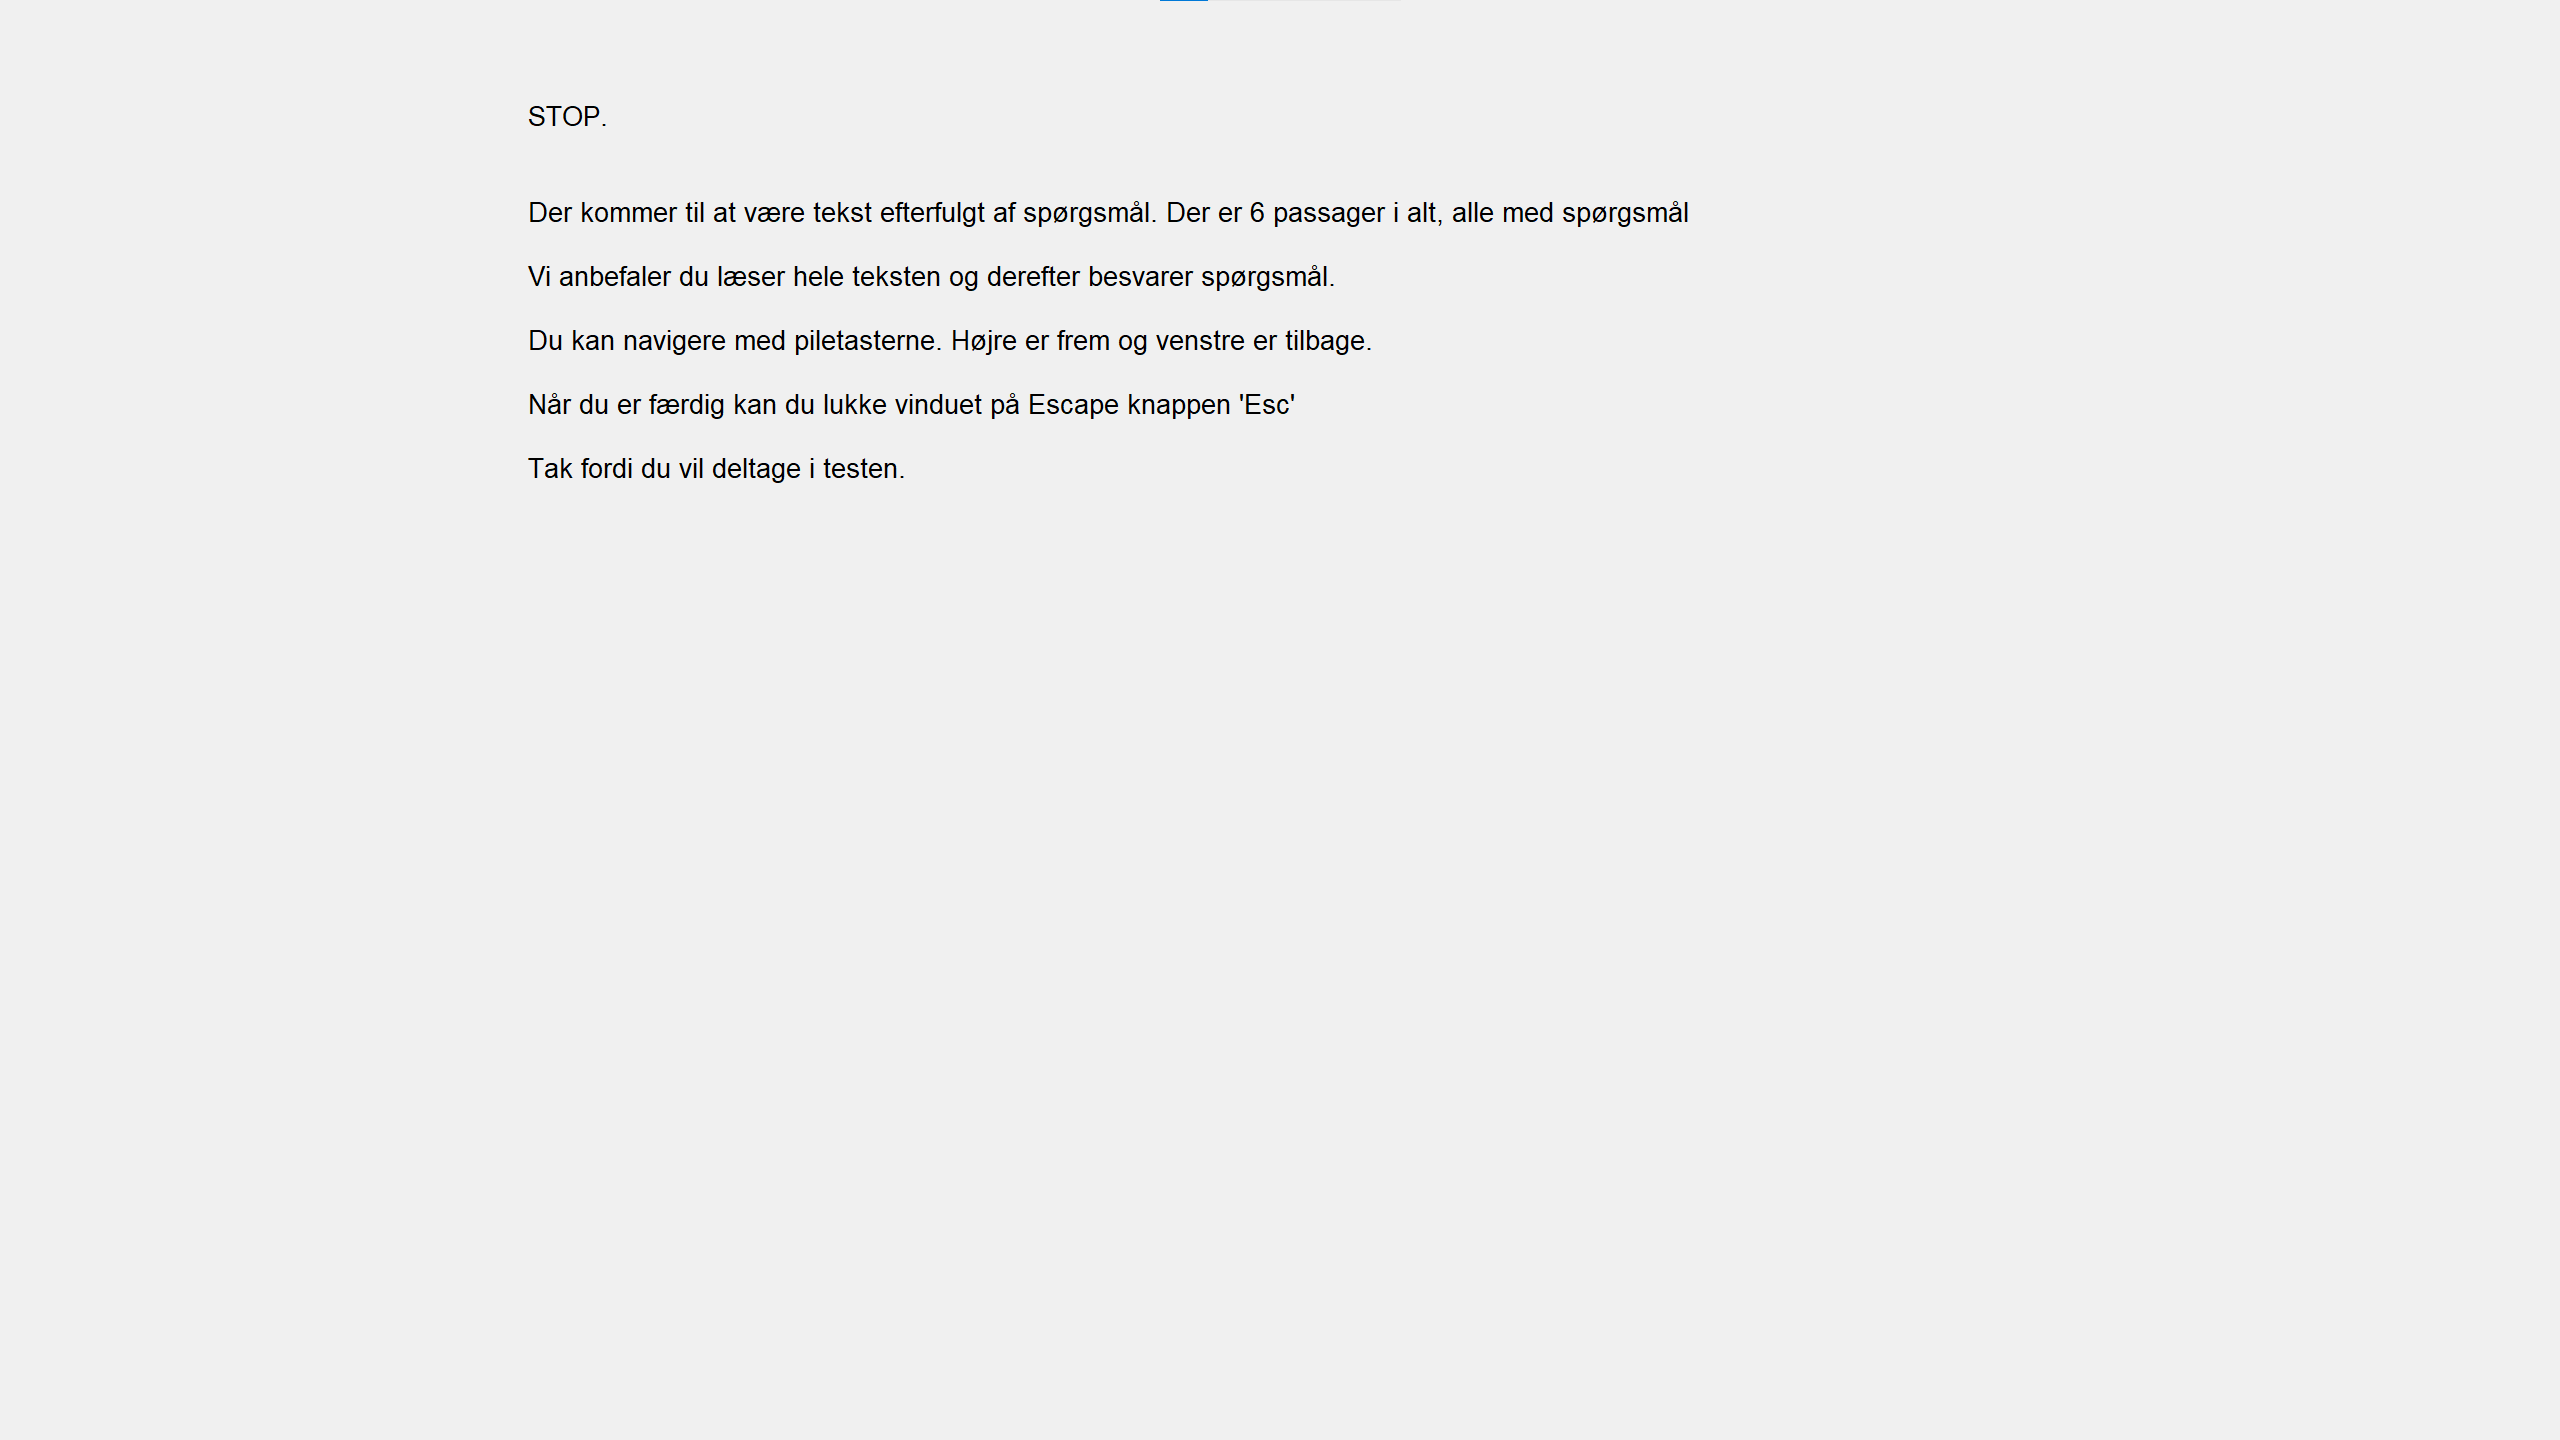 STOP.
Der kommer til at være tekst efterfulgt af spørgsmål. Der er 6 passager i alt, alle med spørgsmål
Vi anbefaler du læser hele teksten og derefter besvarer spørgsmål.
Du kan navigere med piletasterne. Højre er frem og venstre er tilbage.
Når du er færdig kan du lukke vinduet på Escape knappen 'Esc'
Tak fordi du vil deltage i testen.